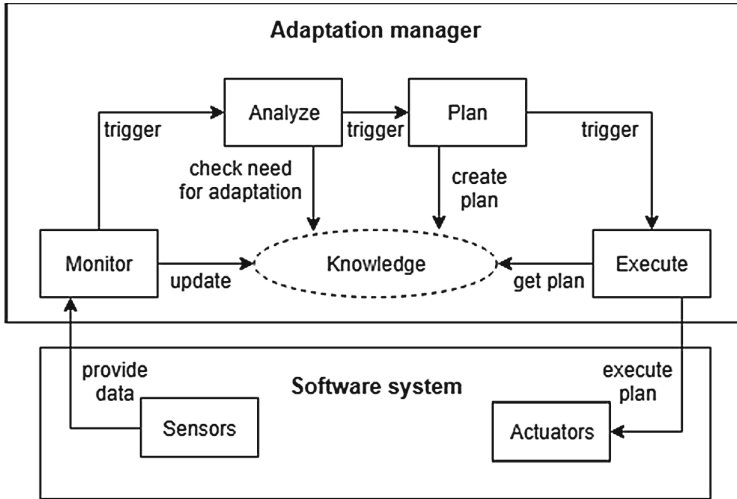 Adaptation manager
Analyze
Plan
trigger
trigger
trigger
check need
for adaptation
create
plan
Monitor
Knowledge
Execute
update
get plan
provide
data
Software system
execute
plan
Sensors
Actuators